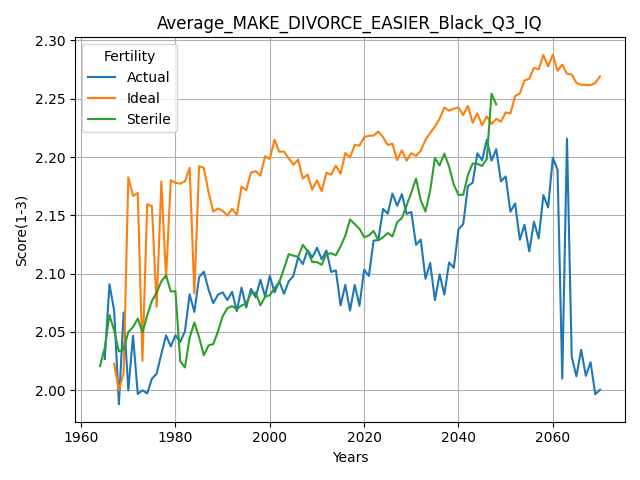 Average_MAKE_DIVORCE_EASIER_Black_Q3_IQ
Fertility
Actual
Ideal
Sterile
Score(1-3)
2.30
2.25
2.20
2.15
2.10
2.05
2.00
1960
1980
2000
2020
2040
2060
Years